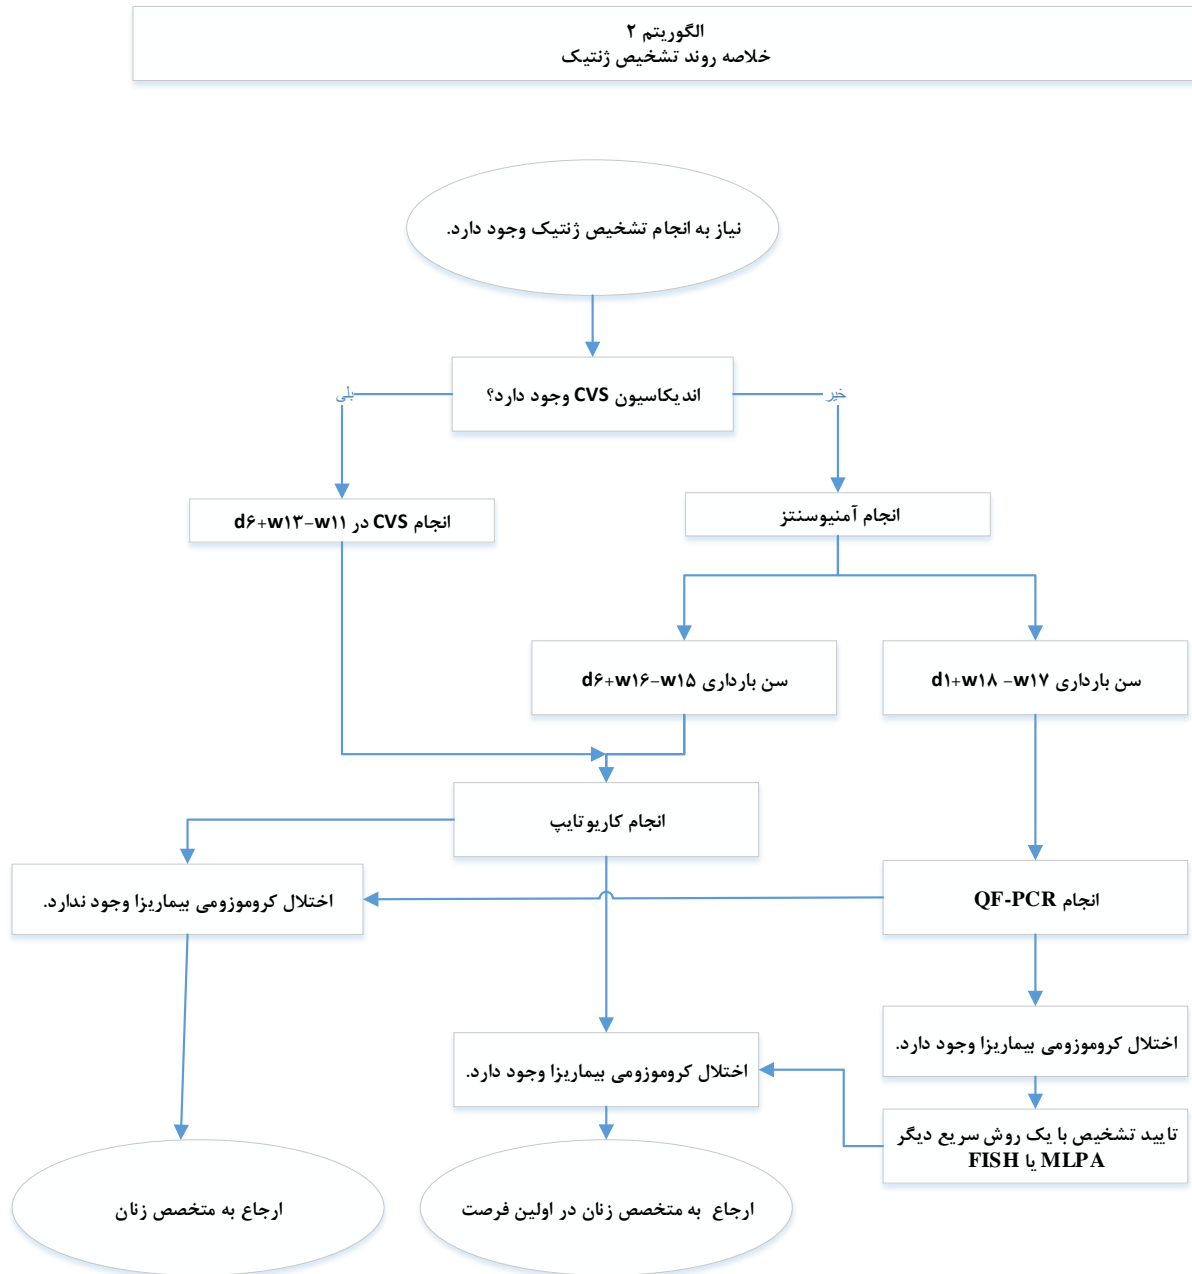 الگوریتم ۲
خلاصه روند تشخیص ژنتیک
نیاز به انجام تشخیص ژنتیک وجود دارد.
اندیکاسیون CVS وجود دارد؟
بلی
خیر
انجام CVS در d۶+w۱۳-w۱۱
انجام آمنیوسنتز
سن بارداری d۶+w۱۶-w۱۵
سن بارداری d۱+w۱۸ -w۱۷
انجام کاریوتایپ
اختلال کروموزومی بیماریزا وجود ندارد.
انجام QF-PCR
اختلال کروموزومی بیماریزا وجود دارد.
اختلال کروموزومی بیماریزا وجود دارد.
تایید تشخیص با یک روش سریع دیگر
MLPA یا FISH
ارجاع به متخصص زنان
ارجاع به متخصص زنان در اولین فرصت